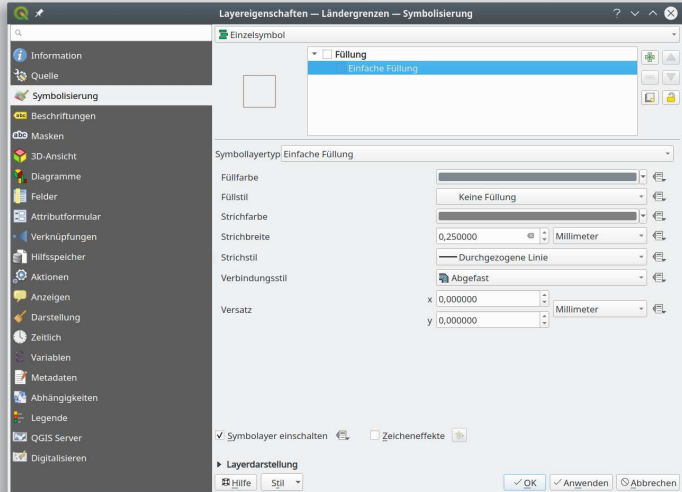 Layereigenschaften — Ländergrenzen — Symbolisierung
Einzelsymbol
Information
Quelle
Symbolisierung
Beschriftungen
Masken
3D-Ansicht
Diagramme
Felder
Attributformular
Verknüpfungen
Hilfsspeicher
Aktionen
Anzeigen
Darstellung
Zeitlich
Variablen
Metadaten
Abhängigkeiten
Legende
QGIS Server
Digitalisieren
Füllung
Einfache Füllung
Symbollayertyp Einfache Füllung
Füllfarbe
Füllstil Keine Füllung
Strichfarbe
Strichbreite 0,250000 Millimeter
Strichstil Durchgezogene Linie
Verbindungsstil Abgefast
Versatz x 0,000000 Millimeter
y 0,000000
Symbolayer einschalten Zeicheneffekte
Layerdarstellung
Hilfe Stil OK Anwenden Abbrechen